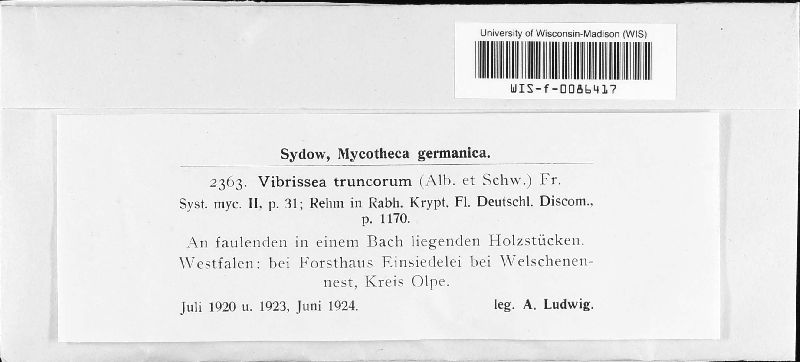 University of Wisconsin-Madison (WIS)
WIS-f-0086417
Sydow, Mycotheca germanica.
2363. Vibrissea truncorum (Alb. et Schw.) Fr.
Syst. myc. II, p. 31; Rehm in Rabh. Krypt. Fl. Deutschl. Discom.,
p. 1170.
An faulenden in einem Bach liegenden Holzstücken.
Westfalen: bei Forsthaus Einsiedelei bei Welschenen-
nest, Kreis Olpe.
Juli 1920 u. 1923, Juni 1924. leg. A. Ludwig.